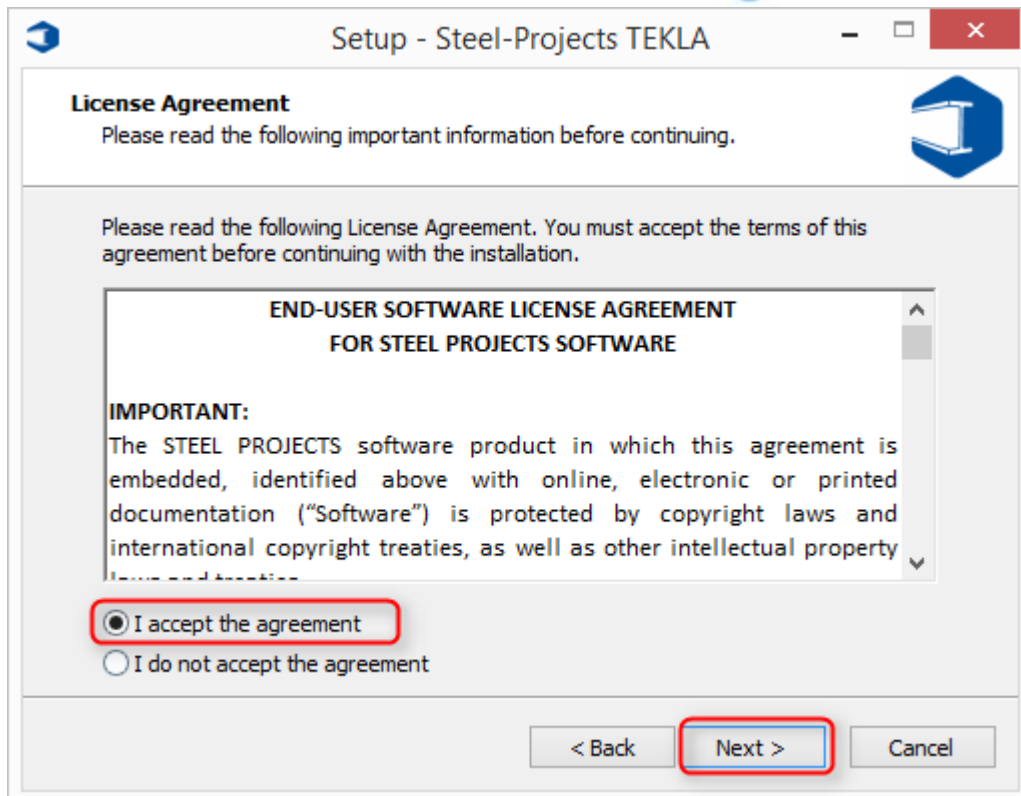 Setup - Steel-Projects TEKLA
License Agreement
Please read the following important information before continuing.
Please read the following License Agreement. You must accept the terms of this
agreement before continuing with the installation.
END-USER SOFTWARE LICENSE AGREEMENT
FOR STEEL PROJECTS SOFTWARE
IMPORTANT:
The STEEL PROJECTS software product in which this agreement is
embedded, identified above with online, electronic or printed
documentation (“Software”) is protected by copyright laws and
international copyright treaties, as well as other intellectual property
laws and treaties
I accept the agreement
I do not accept the agreement
< Back Next > Cancel